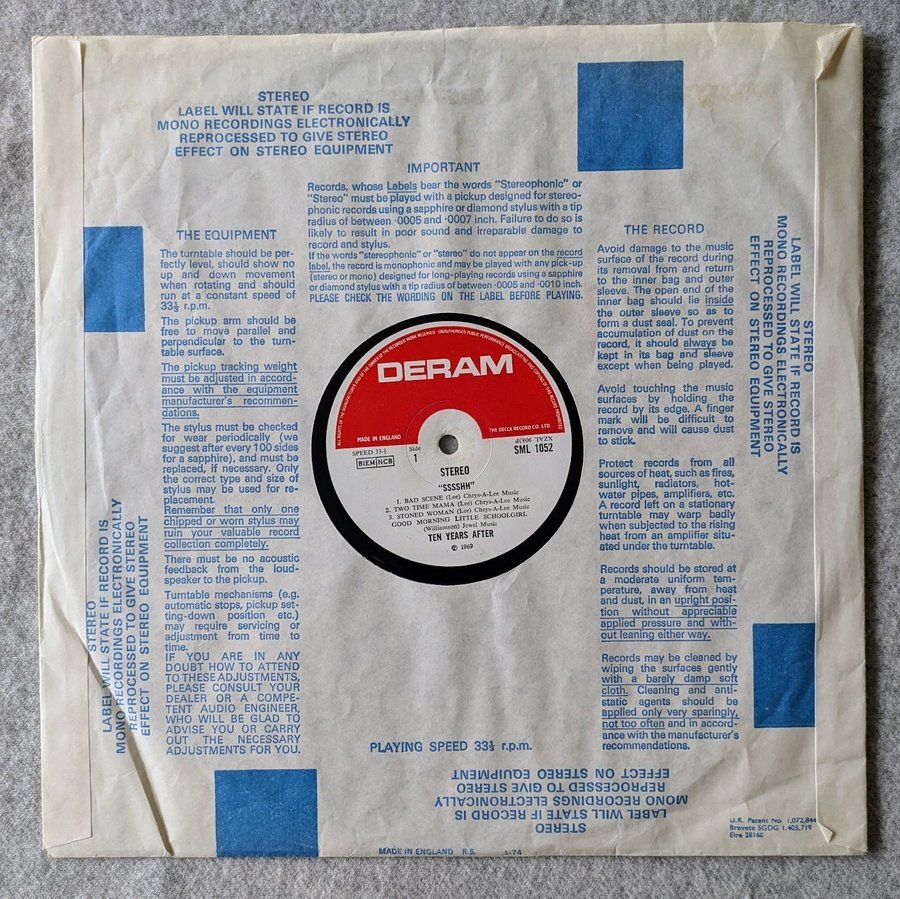 STEREO
LABEL WILL STATE IF RECORD IS
MONO RECORDINGS ELECTRONICALLY
REPROCESSED TO GIVE STEREO
EFFECT ON STEREO EQUIPMENT
IMPORTANT
Records, whose Labels bear the words "Stereophonic" or
"Stereo" must be played with a pickup designed for stereo-
phonic records using a sapphire or diamond stylus with a tip
radius of between ·0005 and ·0007 inch. Failure to do so is
likely to result in poor sound and irreparable damage to
record and stylus.
If the words "stereophonic" or "stereo" do not appear on the record
label, the record is monophonic and may be played with any pick-up
(stereo or mono) designed for long-playing records using a sapphire
or diamond stylus with a tip radius of between ·0005 and ·0010 inch.
PLEASE CHECK THE WORDING ON THE LABEL BEFORE PLAYING.
THE EQUIPMENT
The turntable should be per-
fectly level, should show no
up and down movement
when rotating and should
run at a constant speed of
33⅓ r.p.m.
The pickup arm should be
free to move parallel and
perpendicular to the turn-
table surface.
The pickup tracking weight
must be adjusted in accord-
ance with the equipment
manufacturer's recommen-
dations.
The stylus must be checked
for wear periodically (we
suggest after every 100 sides
for a sapphire), and must be
replaced, if necessary. Only
the correct type and size of
stylus may be used for re-
placement.
Remember that only one
chipped or worn stylus may
ruin your valuable record
collection completely.
There must be no acoustic
feedback from the loud-
speaker to the pickup.
Turntable mechanisms (e.g.
automatic stops, pickup set-
ting-down position etc.)
may require servicing or
adjustment from time to
time.
IF YOU ARE IN ANY
DOUBT HOW TO ATTEND
TO THESE ADJUSTMENTS,
PLEASE CONSULT YOUR
DEALER OR A COMPE-
TENT AUDIO ENGINEER,
WHO WILL BE GLAD TO
ADVISE YOU OR CARRY
OUT THE NECESSARY
ADJUSTMENTS FOR YOU.
THE RECORD
Avoid damage to the music
surface of the record during
its removal from and return
to the inner bag and outer
sleeve. The open end of the
inner bag should lie inside
the outer sleeve so as to
form a dust seal. To prevent
accumulation of dust on the
record, it should always be
kept in its bag and sleeve
except when being played.
Avoid touching the music
surfaces by holding the
record by its edge. A finger
mark will be difficult to
remove and will cause dust
to stick.
Protect records from all
sources of heat, such as fires,
sunlight, radiators, hot-
water pipes, amplifiers, etc.
A record left on a stationary
turntable may warp badly
when subjected to the rising
heat from an amplifier situ-
ated under the turntable.
Records should be stored at
a moderate uniform tem-
perature, away from heat
and dust, in an upright posi-
tion without appreciable
applied pressure and with-
out leaning either way.
Records may be cleaned by
wiping the surfaces gently
with a barely damp soft
cloth. Cleaning and anti-
static agents should be
applied only very sparingly,
not too often and in accord-
ance with the manufacturer's
recommendations.
STEREO
LABEL WILL STATE IF RECORD IS
MONO RECORDINGS ELECTRONICALLY
REPROCESSED TO GIVE STEREO
EFFECT ON STEREO EQUIPMENT
STEREO
LABEL WILL STATE IF RECORD IS
MONO RECORDINGS ELECTRONICALLY
REPROCESSED TO GIVE STEREO
EFFECT ON STEREO EQUIPMENT
DERAM
MADE IN ENGLAND
THE DECCA RECORD CO. LTD
SPEED 33⅓
BIEM NCB
Side
1
SML 1052
STEREO
"SSSSHH"
1. BAD SCENE (Lee) Chrys-A-Lee Music
2. TWO TIME MAMA (Lee) Chrys-A-Lee Music
3. STONED WOMAN (Lee) Chrys-A-Lee Music
GOOD MORNING LITTLE SCHOOLGIRL
(Williamson) Jewel Music
TEN YEARS AFTER
℗ 1969
PLAYING SPEED 33⅓ r.p.m.
STEREO
LABEL WILL STATE IF RECORD IS
MONO RECORDINGS ELECTRONICALLY
REPROCESSED TO GIVE STEREO
EFFECT ON STEREO EQUIPMENT
U.K. Patent No 1,072,844
Brevete SGDG 1.405,719
MADE IN ENGLAND R.S.